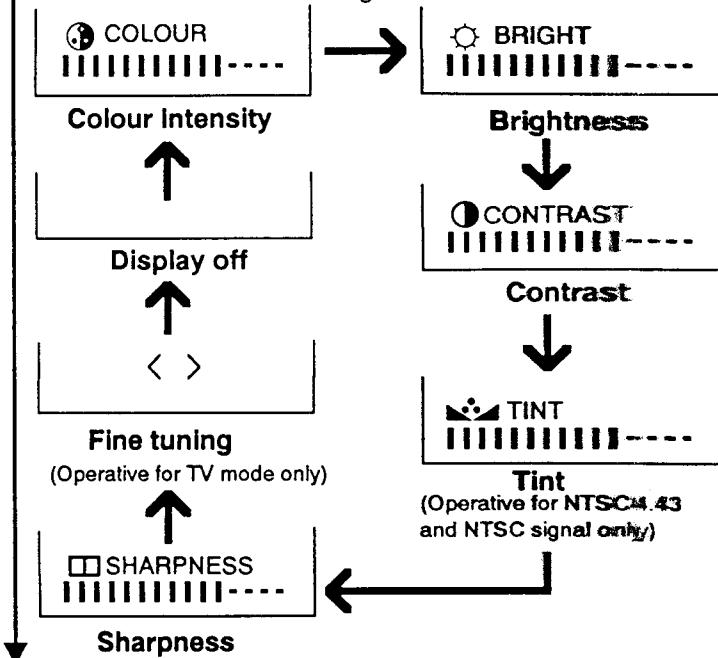 COLOUR
Colour Intensity
BRIGHT
Brightness
CONTRAST
Contrast
TINT
Tint
(Operative for NTSC4.43
and NTSC signal only)
SHARPNESS
Sharpness
< >
Fine tuning
(Operative for TV mode only)
Display off